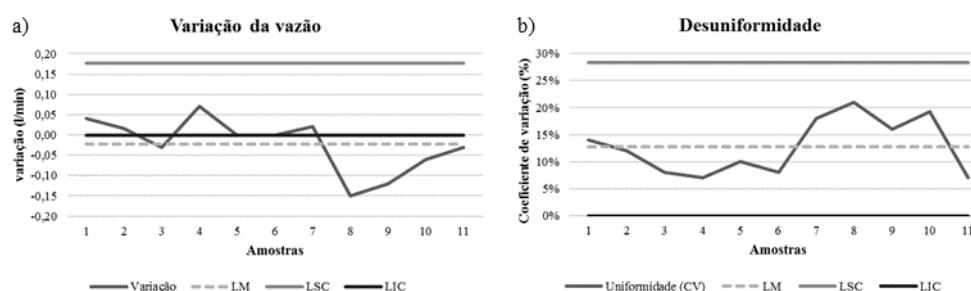 a)
Variação da vazão
variação (l/min)
0,20
0,15
0,10
0,05
0,00
-0,05
-0,10
-0,15
-0,20
1 2 3 4 5 6 7 8 9 10 11
Amostras
Variação LM LSC LIC
b)
Desuniformidade
Coeficiente de variação (%)
30%
25%
20%
15%
10%
5%
0%
1 2 3 4 5 6 7 8 9 10 11
Amostras
Uniformidade (CV) LM LSC LIC